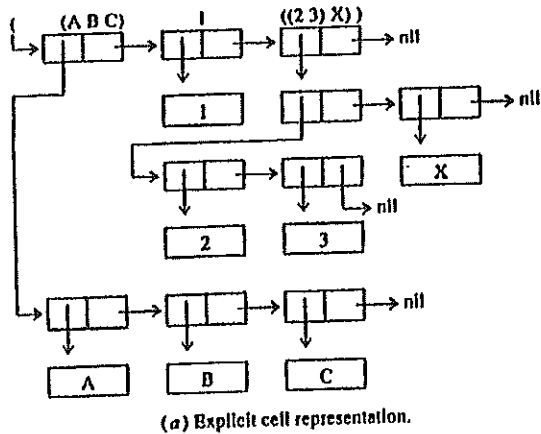 ( (A B C) 1 ((2 3) X) )
nil
1
nil
X
2 3
nil
nil
A B C
(a) Explicit cell representation.